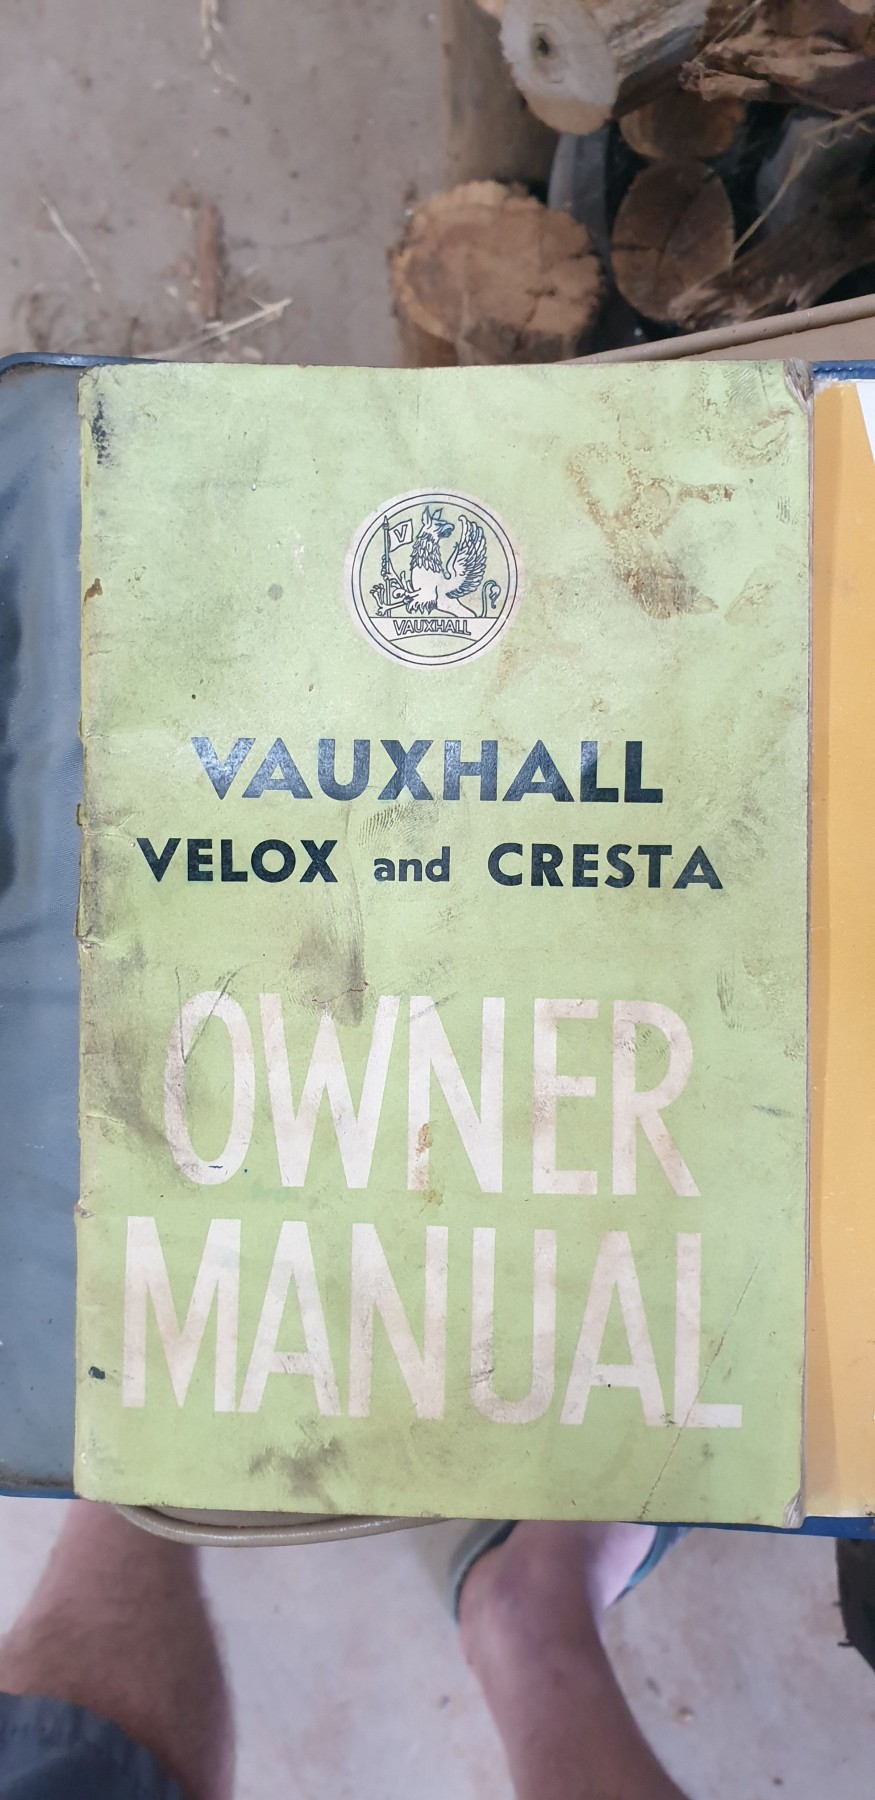 V
VAUXHALL
VAUXHALL
VELOX and CRESTA
OWNER
MANUAL